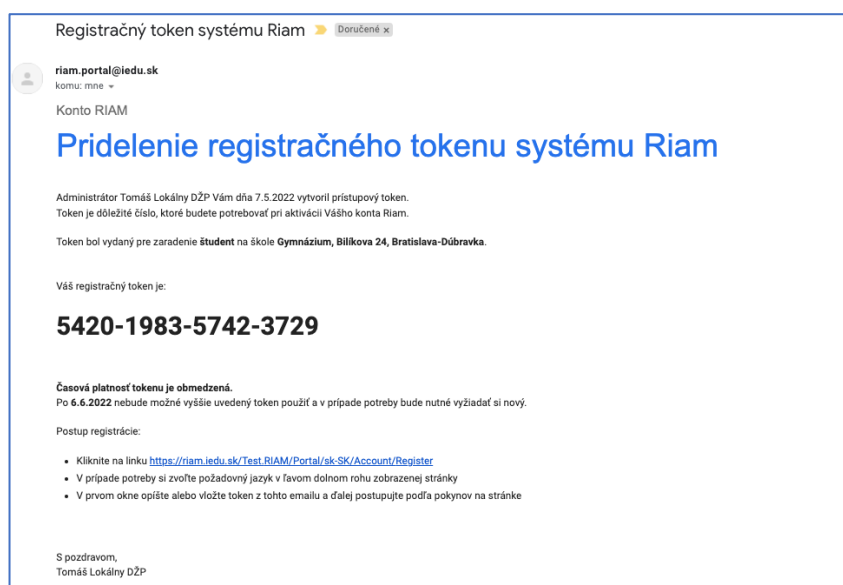 Registračný token systému Riam Doručené x
riam.portal@iedu.sk
komu: mne
Konto RIAM
Pridelenie registračného tokenu systému Riam
Administrátor Tomáš Lokálny DŽP Vám dňa 7.5.2022 vytvoril prístupový token.
Token je dôležité číslo, ktoré budete potrebovať pri aktivácii Vášho konta Riam.
Token bol vydaný pre zaradenie študent na škole Gymnázium, Bilíkova 24, Bratislava-Dúbravka.
Váš registračný token je:
5420-1983-5742-3729
Časová platnosť tokenu je obmedzená.
Po 6.6.2022 nebude možné vyššie uvedený token použiť a v prípade potreby bude nutné vyžiadať si nový.
Postup registrácie:
• Kliknite na linku https://riam.iedu.sk/Test.RIAM/Portal/sk-SK/Account/Register
• V prípade potreby si zvoľte požadovný jazyk v ľavom dolnom rohu zobrazenej stránky
• V prvom okne opíšte alebo vložte token z tohto emailu a ďalej postupujte podľa pokynov na stránke
S pozdravom,
Tomáš Lokálny DŽP